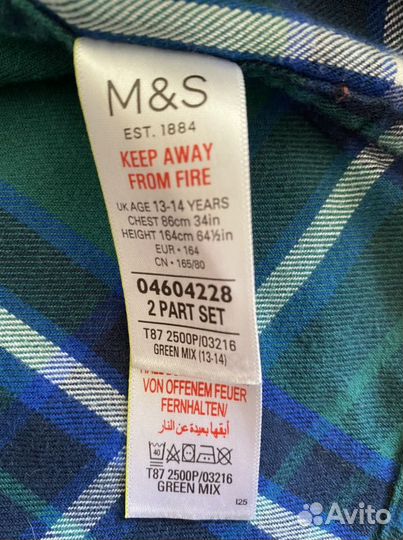 M&S
EST. 1884
KEEP AWAY
FROM FIRE
UK AGE 13-14 YEARS
CHEST 86cm 34in
HEIGHT 164cm 64½in
EUR • 164
CN • 165/80
04604228
2 PART SET
T87 2500P/03216
GREEN MIX (13-14)
VON OFFENEM FEUER
FERNHALTEN/
أبقها بعيدة عن النار
40
T87 2500P/03216
GREEN MIX
I25
Avito